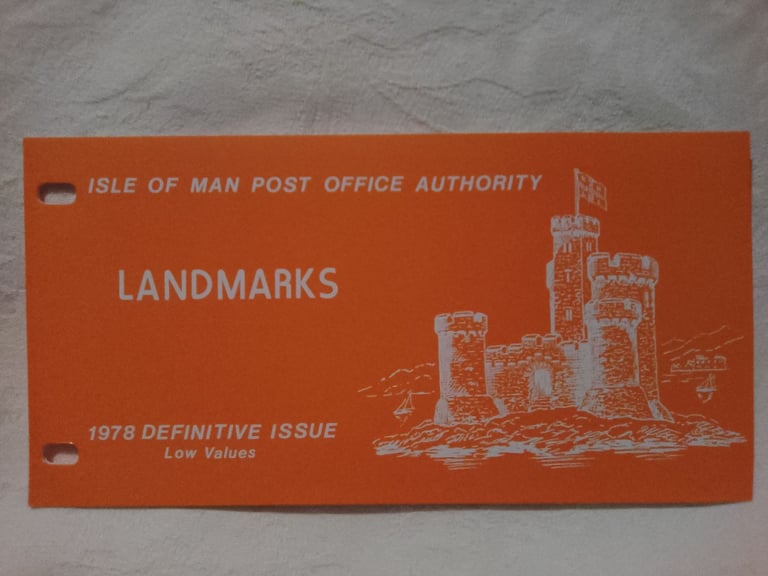 ISLE OF MAN POST OFFICE AUTHORITY
LANDMARKS
1978 DEFINITIVE ISSUE
Low Values